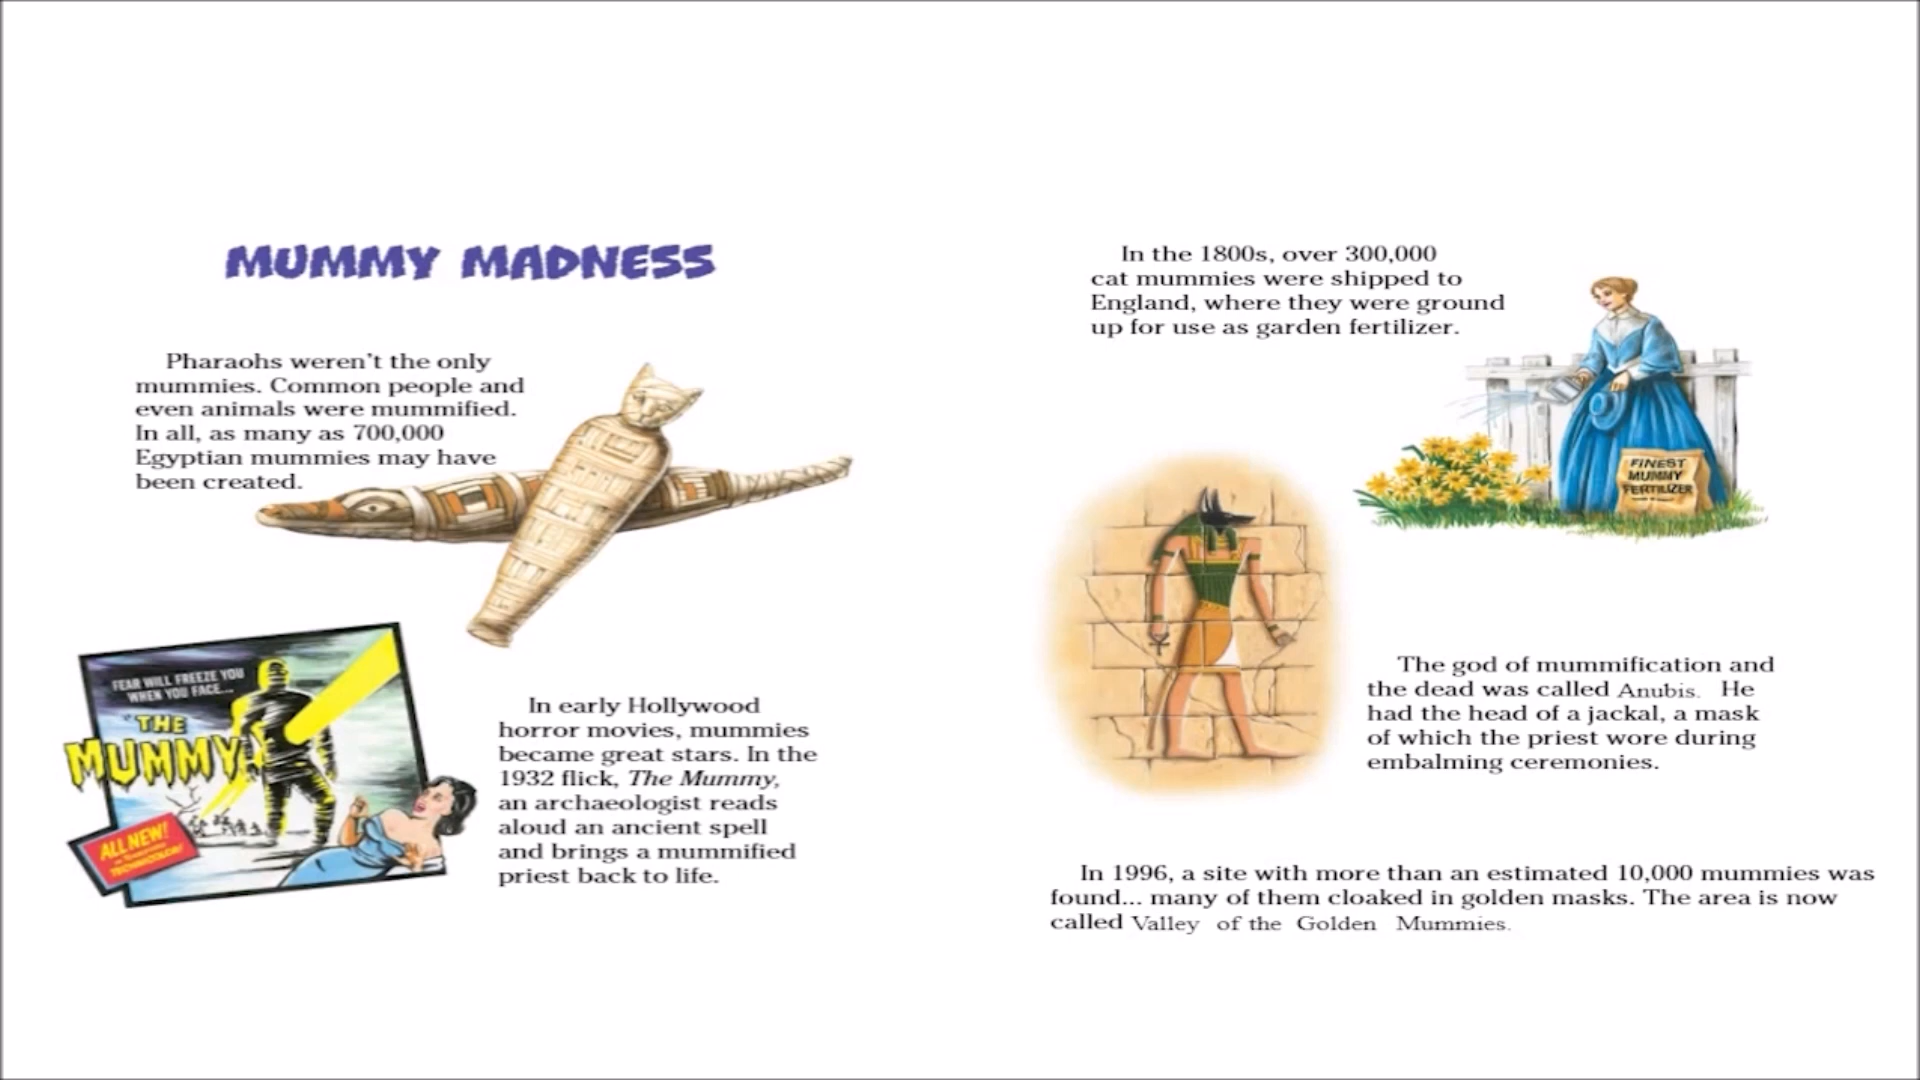 MUMMY MADNESS
Pharaohs weren't the only
mummies. Common people and
even animals were mummified.
In all, as many as 700,000
Egyptian mummies may have
been created.
FEAR WILL FREEZE YOU
WHEN YOU FACE...
THE
MUMMY
ALL NEW!
TECHNICOLOR!
In early Hollywood
horror movies, mummies
became great stars. In the
1932 flick, The Mummy,
an archaeologist reads
aloud an ancient spell
and brings a mummified
priest back to life.
In the 1800s, over 300,000
cat mummies were shipped to
England, where they were ground
up for use as garden fertilizer.
FINEST
MUMMY
FERTILIZER
The god of mummification and
the dead was called Anubis. He
had the head of a jackal, a mask
of which the priest wore during
embalming ceremonies.
In 1996, a site with more than an estimated 10,000 mummies was
found... many of them cloaked in golden masks. The area is now
called Valley of the Golden Mummies.